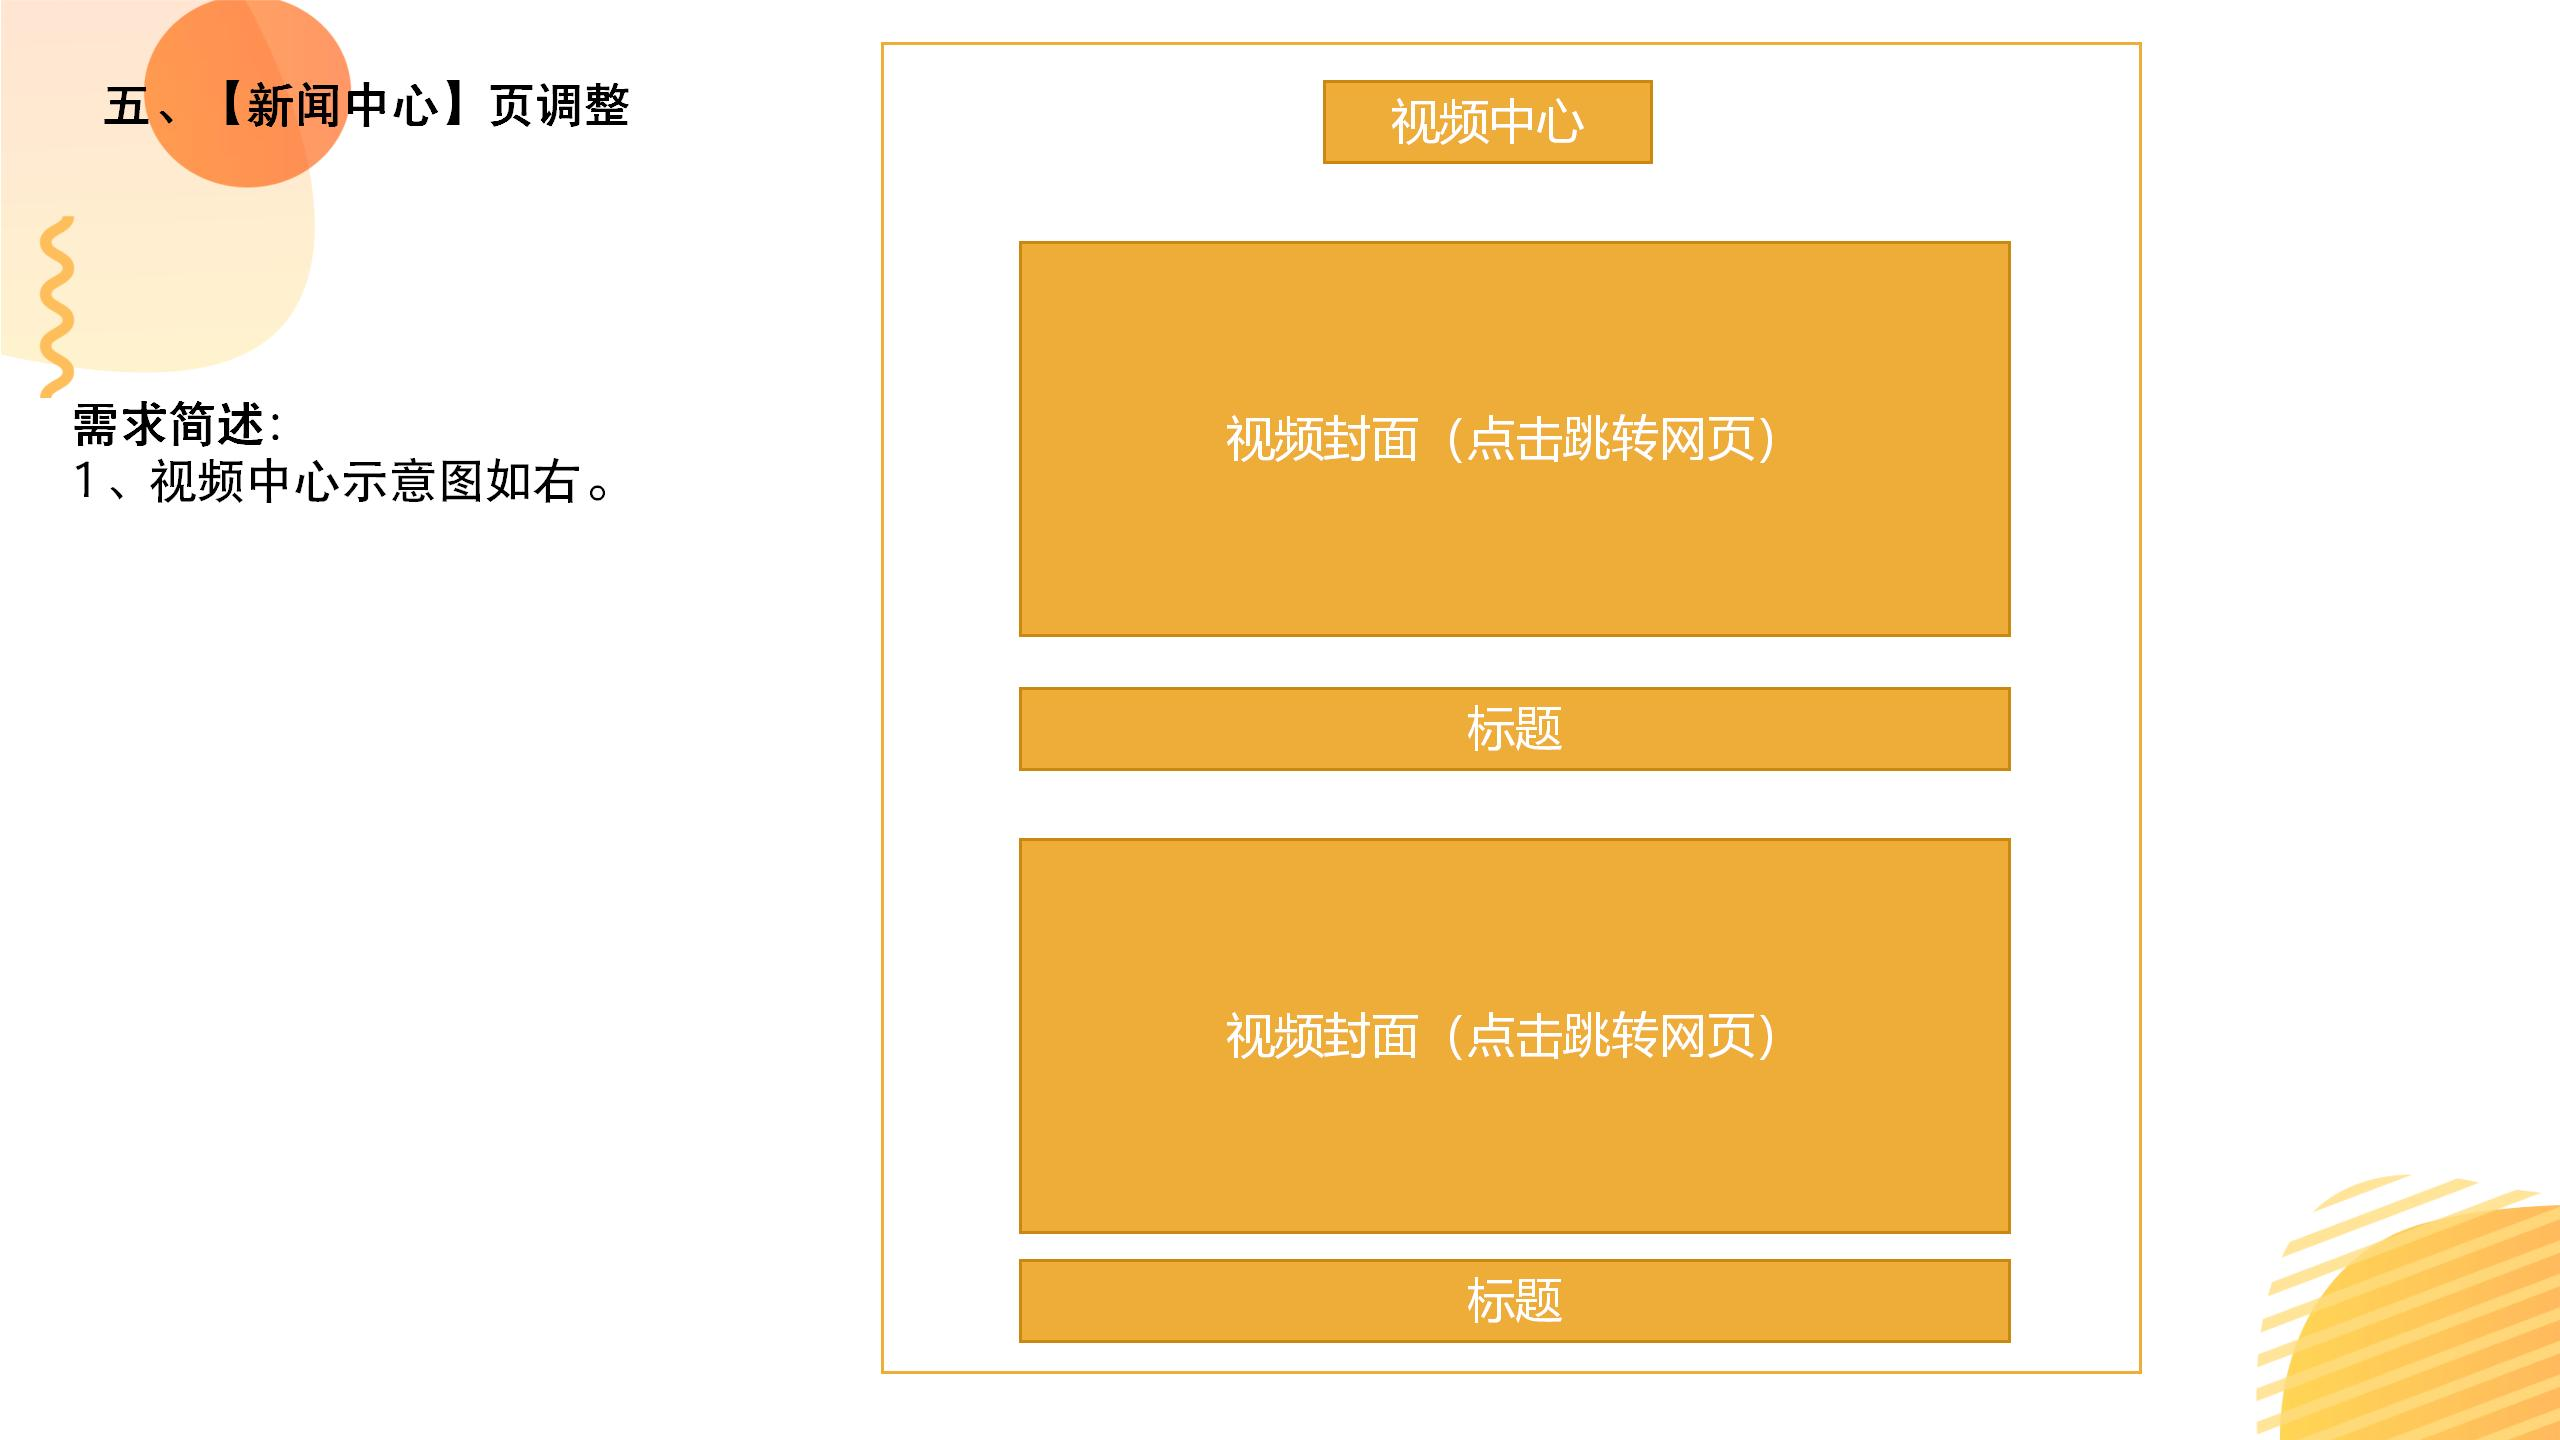 五、【新闻中心】页调整
需求简述：
1、视频中心示意图如右。
视频中心
视频封面（点击跳转网页）
标题
视频封面（点击跳转网页）
标题